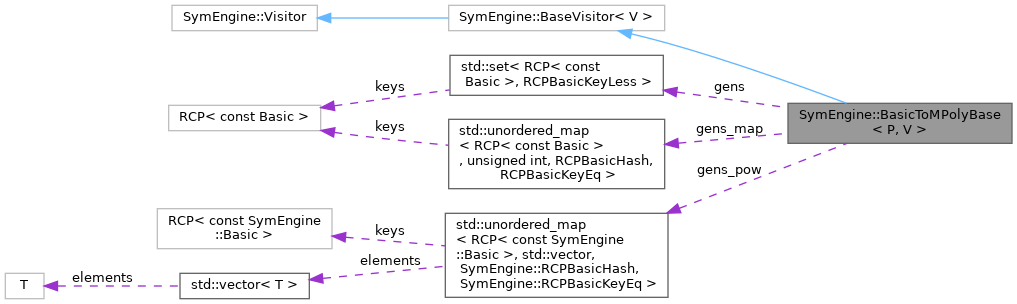 SymEngine::Visitor
SymEngine::BaseVisitor< V >
std::set< RCP< const
Basic >, RCPBasicKeyLess >
keys
gens
RCP< const Basic >
SymEngine::BasicToMPolyBase
< P, V >
keys
std::unordered_map
< RCP< const Basic >
, unsigned int, RCPBasicHash,
RCPBasicKeyEq >
gens_map
gens_pow
RCP< const SymEngine
::Basic >
keys
std::unordered_map
< RCP< const SymEngine
::Basic >, std::vector,
SymEngine::RCPBasicHash,
SymEngine::RCPBasicKeyEq >
elements
T
elements
std::vector< T >